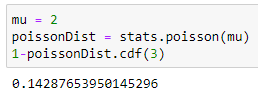 mu = 2
poissonDist = stats.poisson(mu)
1-poissonDist.cdf(3)
0.14287653950145296